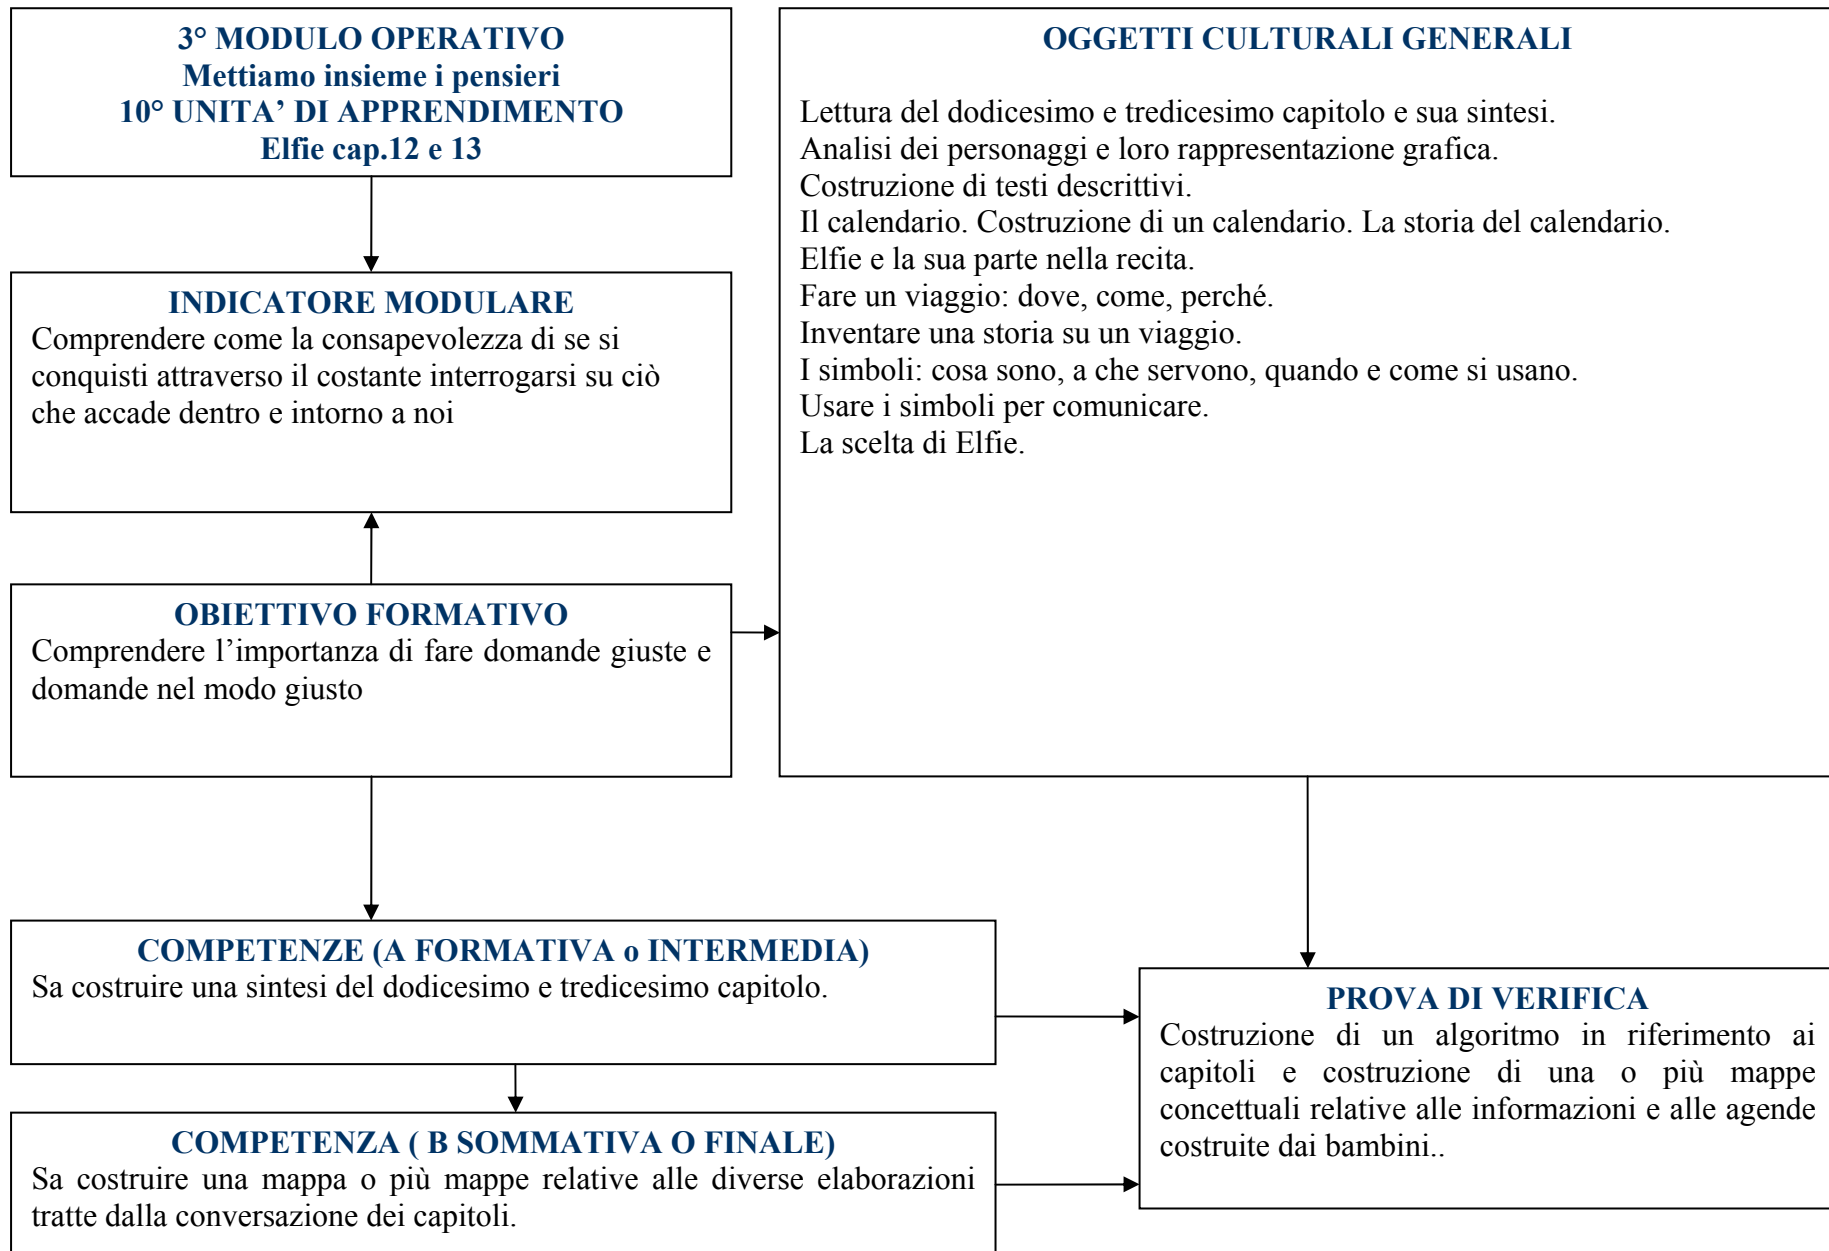 3° MODULO OPERATIVO
Mettiamo insieme i pensieri
10° UNITA’ DI APPRENDIMENTO
Elfie cap.12 e 13
OGGETTI CULTURALI GENERALI
Lettura del dodicesimo e tredicesimo capitolo e sua sintesi.
Analisi dei personaggi e loro rappresentazione grafica.
Costruzione di testi descrittivi.
Il calendario. Costruzione di un calendario. La storia del calendario.
Elfie e la sua parte nella recita.
Fare un viaggio: dove, come, perché.
Inventare una storia su un viaggio.
I simboli: cosa sono, a che servono, quando e come si usano.
Usare i simboli per comunicare.
La scelta di Elfie.
INDICATORE MODULARE
Comprendere come la consapevolezza di se si
conquisti attraverso il costante interrogarsi su ciò
che accade dentro e intorno a noi
OBIETTIVO FORMATIVO
Comprendere l’importanza di fare domande giuste e
domande nel modo giusto
COMPETENZE (A FORMATIVA o INTERMEDIA)
Sa costruire una sintesi del dodicesimo e tredicesimo capitolo.
COMPETENZA ( B SOMMATIVA O FINALE)
Sa costruire una mappa o più mappe relative alle diverse elaborazioni
tratte dalla conversazione dei capitoli.
PROVA DI VERIFICA
Costruzione di un algoritmo in riferimento ai
capitoli e costruzione di una o più mappe
concettuali relative alle informazioni e alle agende
costruite dai bambini..